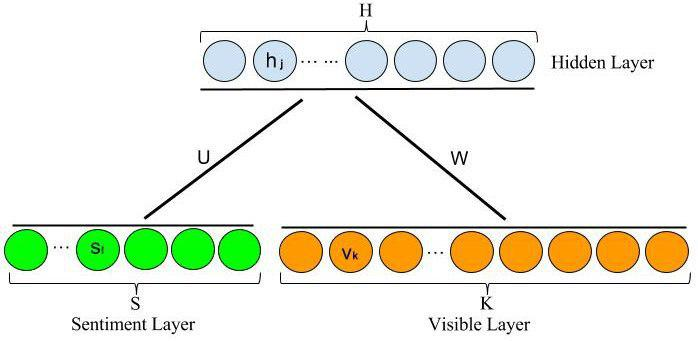 H
hj ... ...
Hidden Layer
U
W
... Sl
vk ...
S
K
Sentiment Layer
Visible Layer